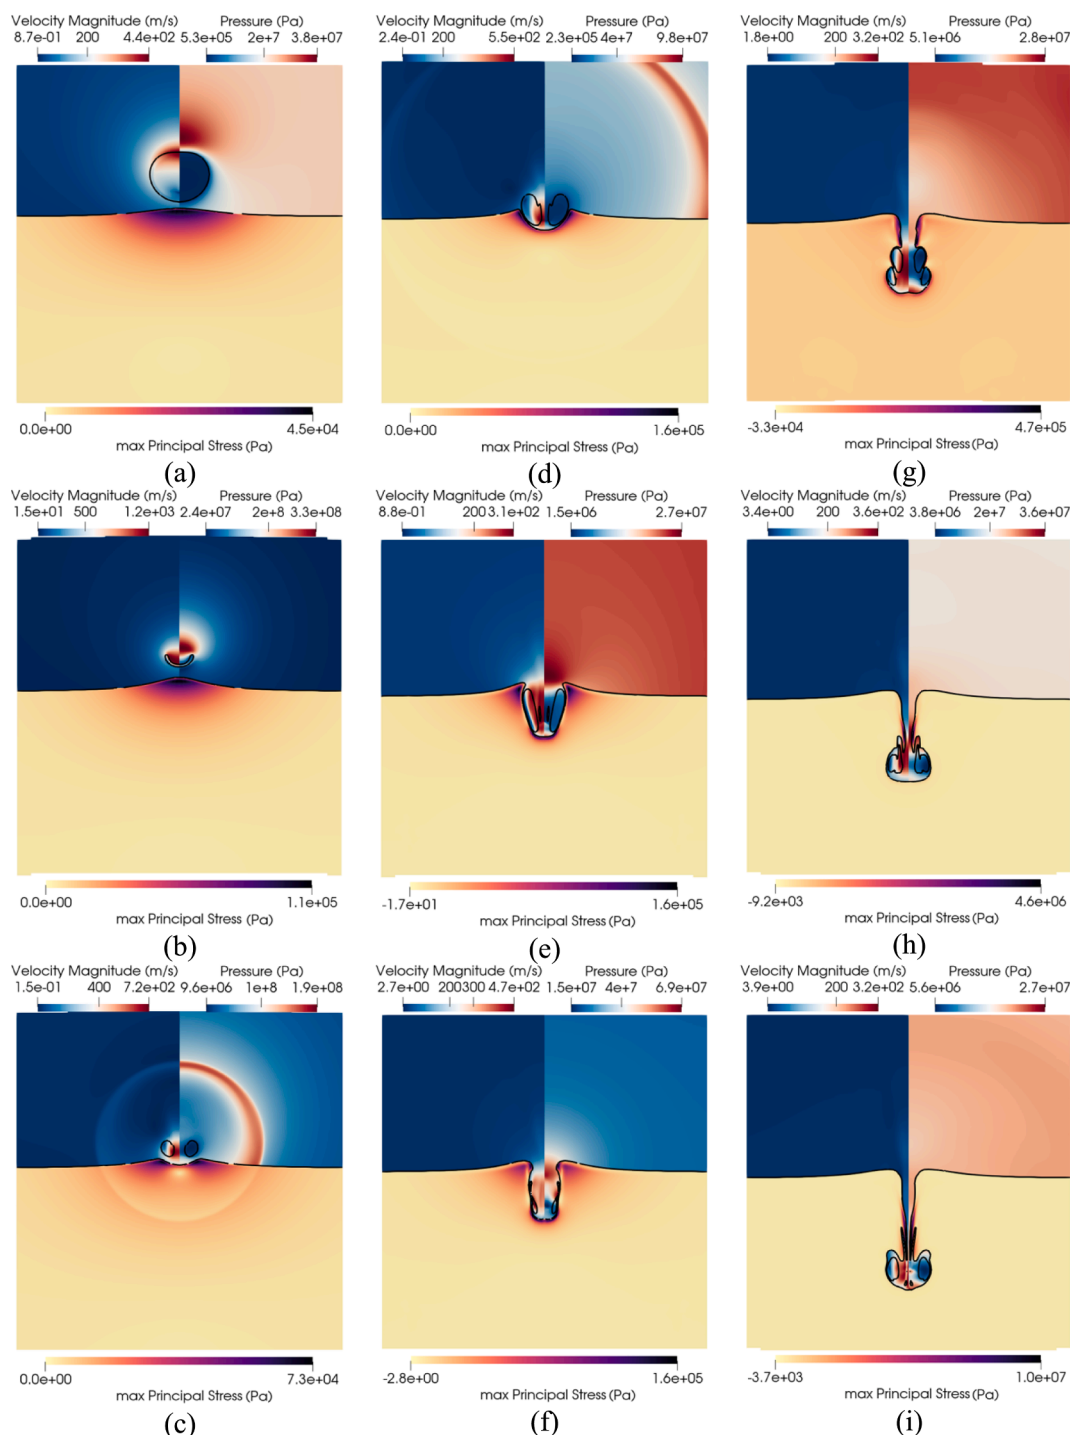 Velocity Magnitude (m/s) Pressure (Pa)
8.7e-01 200 4.4e+02 5.3e+05 2e+7 3.8e+07
0.0e+00 4.5e+04
max Principal Stress (Pa)
(a)
Velocity Magnitude (m/s) Pressure (Pa)
1.5e+01 500 1.2e+03 2.4e+07 2e+8 3.3e+08
0.0e+00 1.1e+05
max Principal Stress (Pa)
(b)
Velocity Magnitude (m/s) Pressure (Pa)
1.5e-01 400 7.2e+02 9.6e+06 1e+8 1.9e+08
0.0e+00 7.3e+04
max Principal Stress (Pa)
(c)
Velocity Magnitude (m/s) Pressure (Pa)
2.4e-01 200 5.5e+02 2.3e+05 4e+7 9.8e+07
0.0e+00 1.6e+05
max Principal Stress (Pa)
(d)
Velocity Magnitude (m/s) Pressure (Pa)
8.8e-01 200 3.1e+02 1.5e+06 2.7e+07
-1.7e+01 1.6e+05
max Principal Stress (Pa)
(e)
Velocity Magnitude (m/s) Pressure (Pa)
2.7e+00 200 300 4.7e+02 1.5e+07 4e+7 6.9e+07
-2.8e+00 1.6e+05
max Principal Stress (Pa)
(f)
Velocity Magnitude (m/s) Pressure (Pa)
1.8e+00 200 3.2e+02 5.1e+06 2.8e+07
-3.3e+04 4.7e+05
max Principal Stress (Pa)
(g)
Velocity Magnitude (m/s) Pressure (Pa)
3.4e+00 200 3.6e+02 3.8e+06 2e+7 3.6e+07
-9.2e+03 4.6e+06
max Principal Stress (Pa)
(h)
Velocity Magnitude (m/s) Pressure (Pa)
3.9e+00 200 3.2e+02 5.6e+06 2.7e+07
-3.7e+03 1.0e+07
max Principal Stress (Pa)
(i)